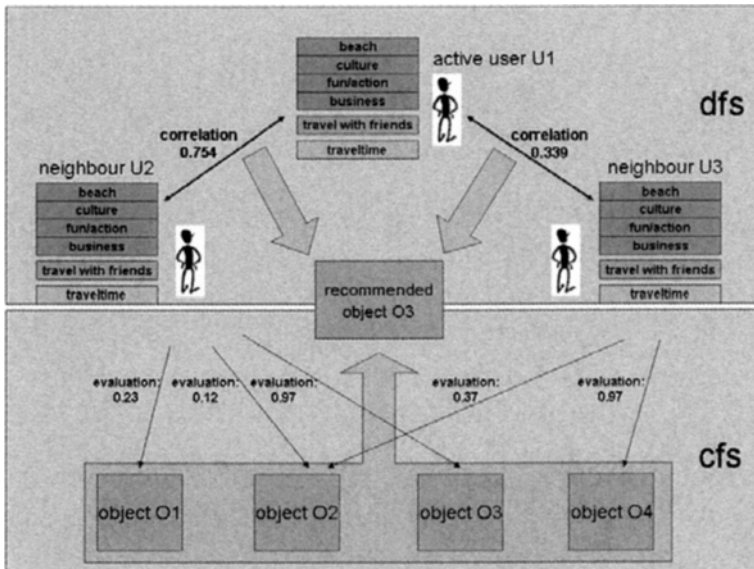 beach
culture
fun/action
business
travel with friends
traveltime
active user U1
dfs
correlation
0.754
correlation
0.339
neighbour U2
beach
culture
fun/action
business
travel with friends
traveltime
neighbour U3
beach
culture
fun/action
business
travel with friends
traveltime
recommended
object O3
evaluation:
0.23
evaluation:
0.12
evaluation:
0.97
evaluation:
0.37
evaluation:
0.97
cfs
object O1
object O2
object O3
object O4